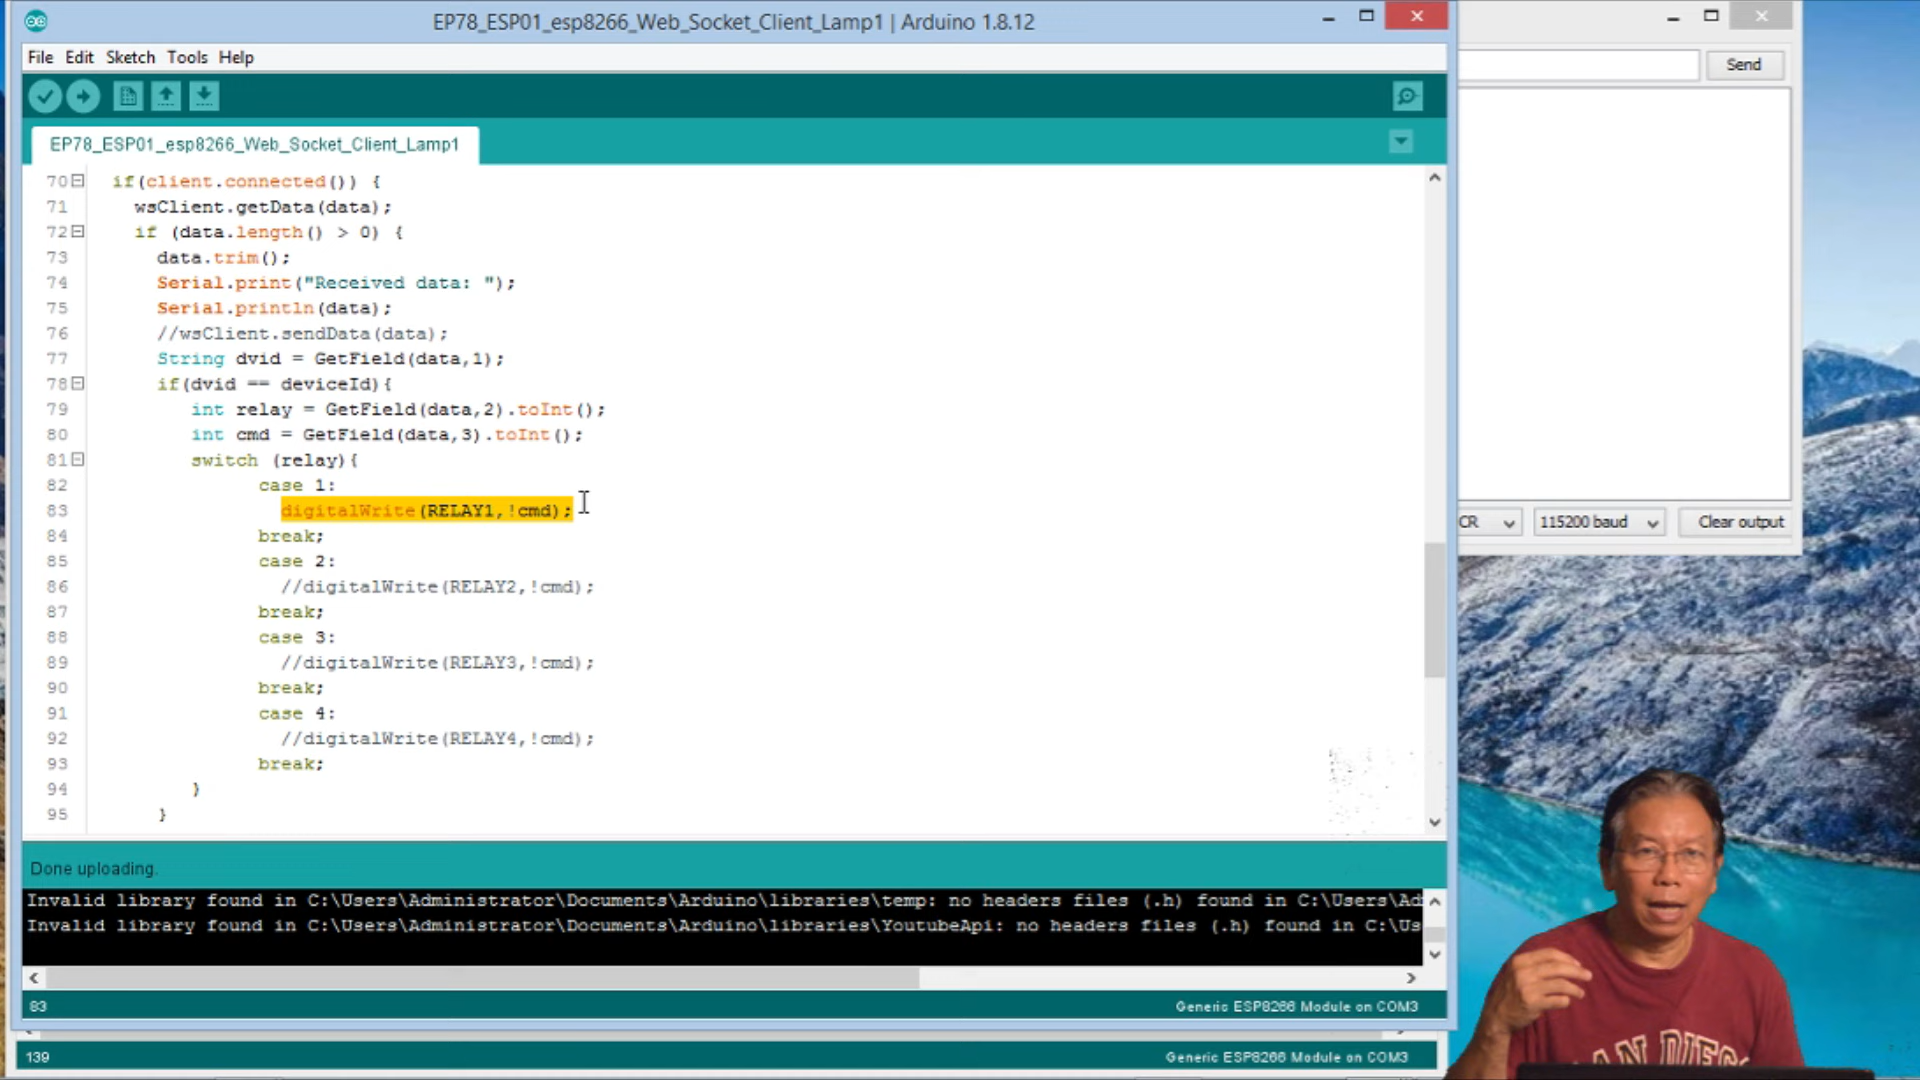 EP78_ESP01_esp8266_Web_Socket_Client_Lamp1 | Arduino 1.8.12
File Edit Sketch Tools Help
Send
EP78_ESP01_esp8266_Web_Socket_Client_Lamp1
70 if(client.connected()) {
71 wsClient.getData(data);
72 if (data.length() > 0) {
73 data.trim();
74 Serial.print("Received data: ");
75 Serial.println(data);
76 //wsClient.sendData(data);
77 String dvid = GetField(data,1);
78 if(dvid == deviceId){
79 int relay = GetField(data,2).toInt();
80 int cmd = GetField(data,3).toInt();
81 switch (relay){
82 case 1:
83 digitalWrite(RELAY1,!cmd);
84 break;
85 case 2:
86 //digitalWrite(RELAY2,!cmd);
87 break;
88 case 3:
89 //digitalWrite(RELAY3,!cmd);
90 break;
91 case 4:
92 //digitalWrite(RELAY4,!cmd);
93 break;
94 }
95 }
CR 115200 baud Clear output
Done uploading.
Invalid library found in C:\Users\Administrator\Documents\Arduino\libraries\temp: no headers files (.h) found in C:\Users\Ad
Invalid library found in C:\Users\Administrator\Documents\Arduino\libraries\YoutubeApi: no headers files (.h) found in C:\Us
83 Generic ESP8266 Module on COM3
139 Generic ESP8266 Module on COM3
SAN DIEGO